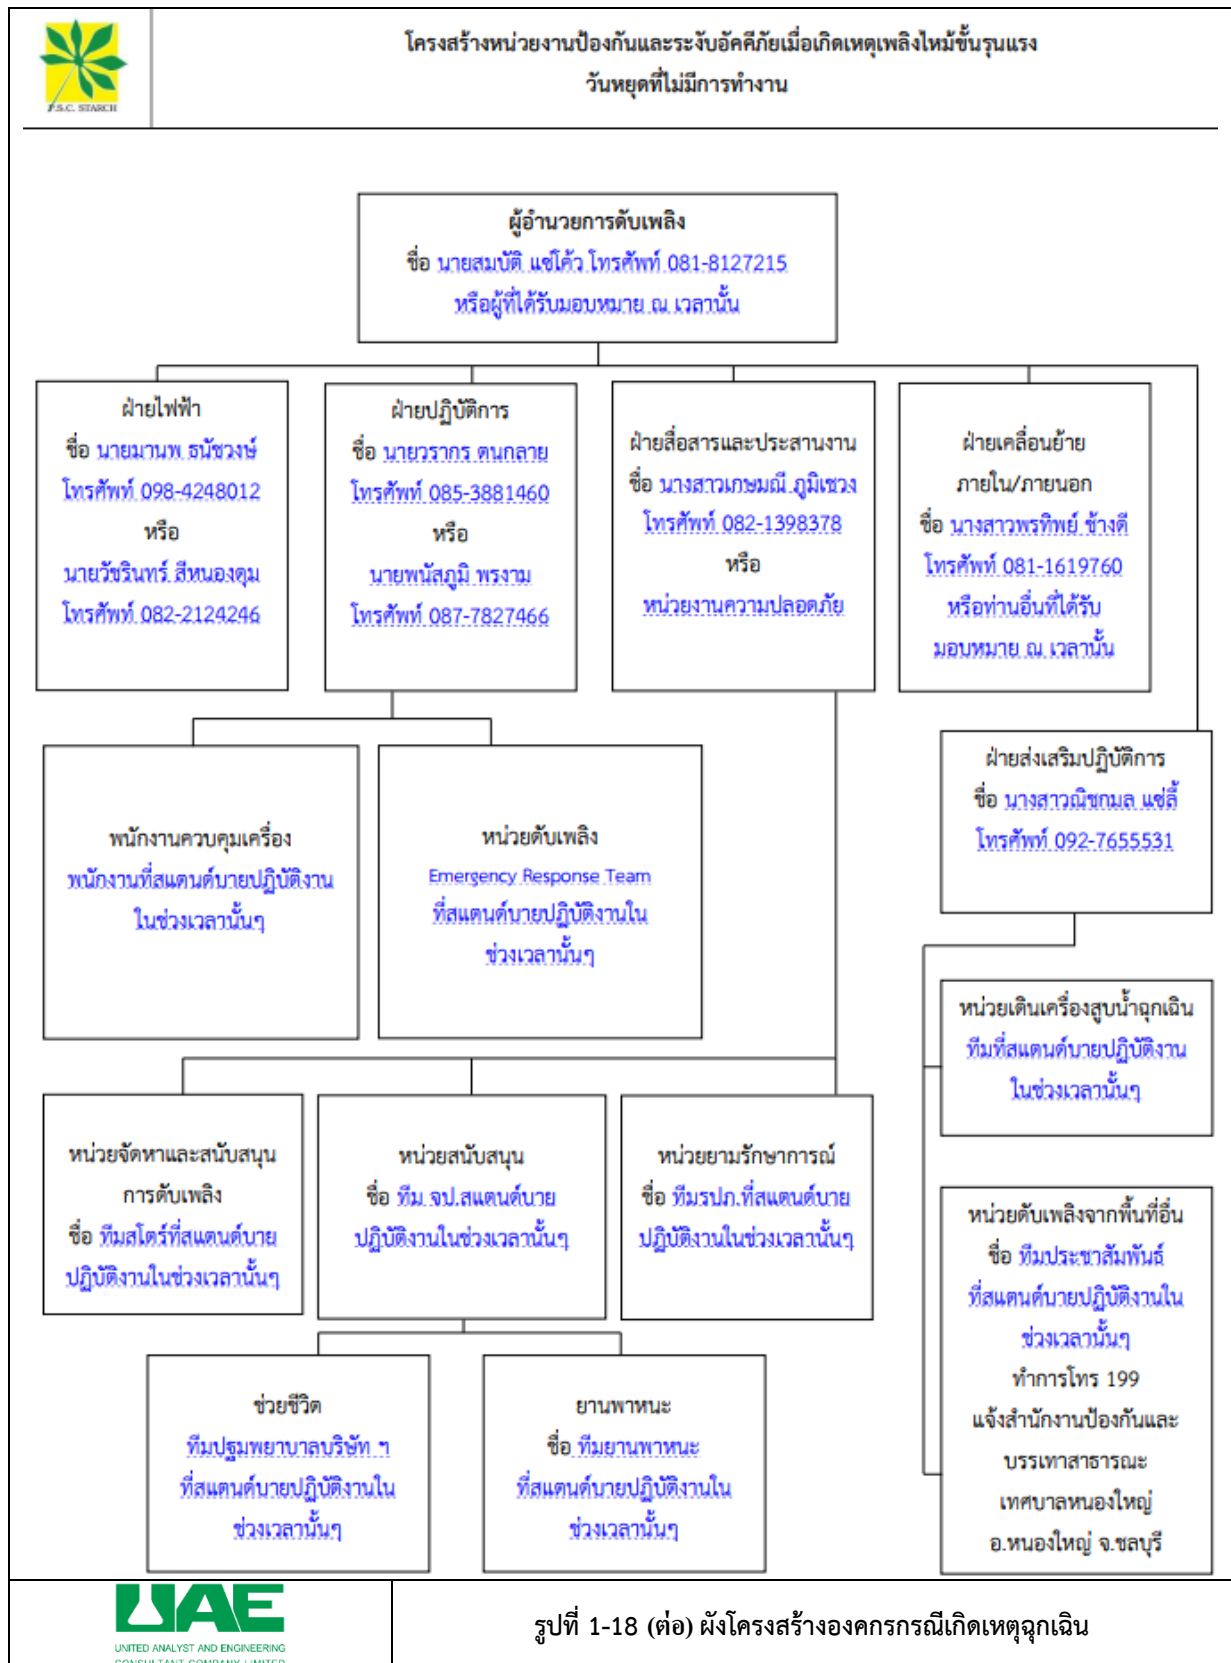 P.S.C. STARCH
โครงสร้างหน่วยงานป้องกันและระงับอัคคีภัยเมื่อเกิดเหตุเพลิงไหม้ขั้นรุนแรง
วันหยุดที่ไม่มีการทำงาน
ผู้อำนวยการดับเพลิง
ชื่อ นายสมบัติ แซ่โค้ว โทรศัพท์ 081-8127215
หรือผู้ที่ได้รับมอบหมาย ณ เวลานั้น
ฝ่ายไฟฟ้า
ชื่อ นายมานพ ธนัชวงษ์
โทรศัพท์ 098-4248012
หรือ
นายวัชรินทร์ สีหนองตุม
โทรศัพท์ 082-2124246
ฝ่ายปฏิบัติการ
ชื่อ นายวรากร ตนกลาย
โทรศัพท์ 085-3881460
หรือ
นายพนัสภูมิ พรงาม
โทรศัพท์ 087-7827466
ฝ่ายสื่อสารและประสานงาน
ชื่อ นางสาวเกษมณี ภูมิเขวง
โทรศัพท์ 082-1398378
หรือ
หน่วยงานความปลอดภัย
ฝ่ายเคลื่อนย้าย
ภายใน/ภายนอก
ชื่อ นางสาวพรทิพย์ ช้างดี
โทรศัพท์ 081-1619760
หรือท่านอื่นที่ได้รับ
มอบหมาย ณ เวลานั้น
พนักงานควบคุมเครื่อง
พนักงานที่สแตนด์บายปฏิบัติงาน
ในช่วงเวลานั้นๆ
หน่วยดับเพลิง
Emergency Response Team
ที่สแตนด์บายปฏิบัติงานใน
ช่วงเวลานั้นๆ
ฝ่ายส่งเสริมปฏิบัติการ
ชื่อ นางสาวณิชกมล แซ่ลี้
โทรศัพท์ 092-7655531
หน่วยเดินเครื่องสูบน้ำฉุกเฉิน
ทีมที่สแตนด์บายปฏิบัติงาน
ในช่วงเวลานั้นๆ
หน่วยจัดหาและสนับสนุน
การดับเพลิง
ชื่อ ทีมสโตร์ที่สแตนด์บาย
ปฏิบัติงานในช่วงเวลานั้นๆ
หน่วยสนับสนุน
ชื่อ ทีม จป.สแตนด์บาย
ปฏิบัติงานในช่วงเวลานั้นๆ
หน่วยยามรักษาการณ์
ชื่อ ทีมรปภ.ที่สแตนด์บาย
ปฏิบัติงานในช่วงเวลานั้นๆ
หน่วยดับเพลิงจากพื้นที่อื่น
ชื่อ ทีมประชาสัมพันธ์
ที่สแตนด์บายปฏิบัติงานใน
ช่วงเวลานั้นๆ
ทำการโทร 199
แจ้งสำนักงานป้องกันและ
บรรเทาสาธารณะ
เทศบาลหนองใหญ่
อ.หนองใหญ่ จ.ชลบุรี
ช่วยชีวิต
ทีมปฐมพยาบาลบริษัท ฯ
ที่สแตนด์บายปฏิบัติงานใน
ช่วงเวลานั้นๆ
ยานพาหนะ
ชื่อ ทีมยานพาหนะ
ที่สแตนด์บายปฏิบัติงานใน
ช่วงเวลานั้นๆ
UAE
UNITED ANALYST AND ENGINEERING
CONSULTANT COMPANY LIMITED
รูปที่ 1-18 (ต่อ) ผังโครงสร้างองค์กรกรณีเกิดเหตุฉุกเฉิน